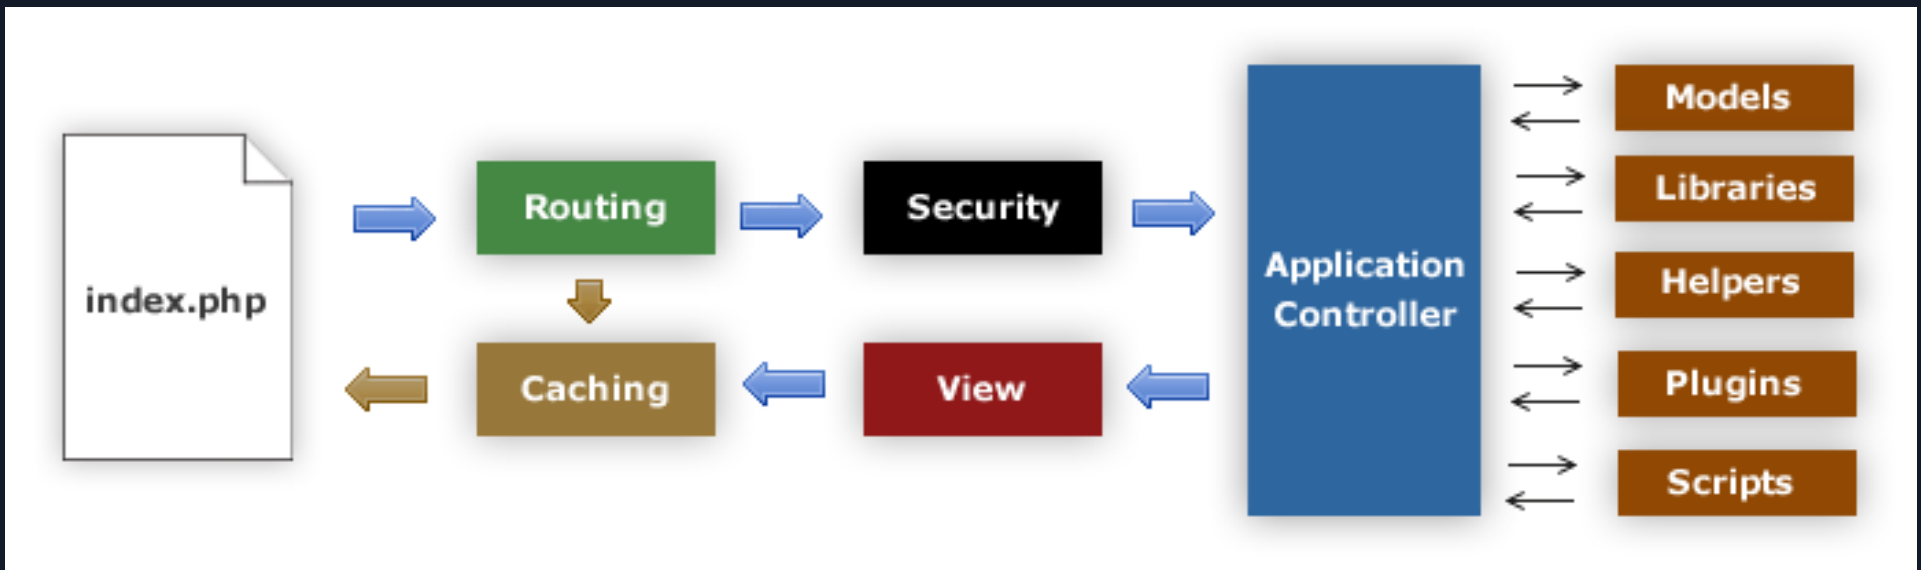 index.php
Routing
Security
Caching
View
Application
Controller
Models
Libraries
Helpers
Plugins
Scripts